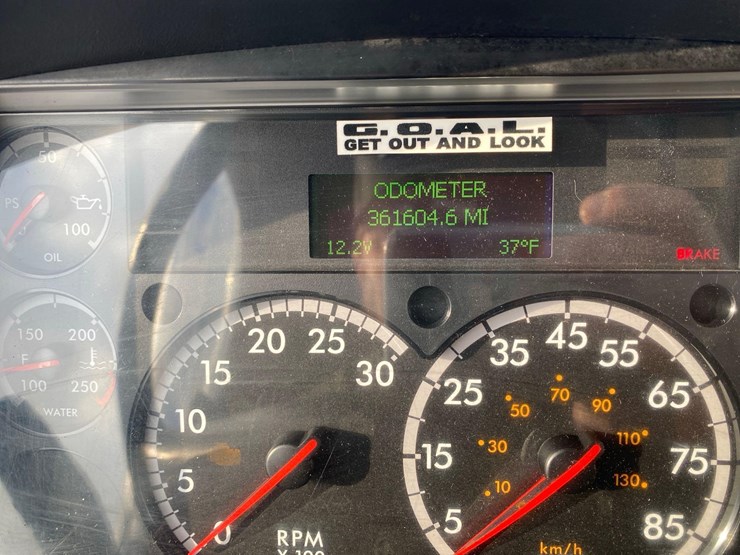 G.O.A.L.
GET OUT AND LOOK
ODOMETER
361604.6 MI
12.2V 37°F
BRAKE
50
PS
100
OIL
150 200
F
100 250
WATER
0 5 10 15 20 25 30
RPM
X 100
5 15 25 35 45 55 65 75 85
10 30 50 70 90 110 130
km/h